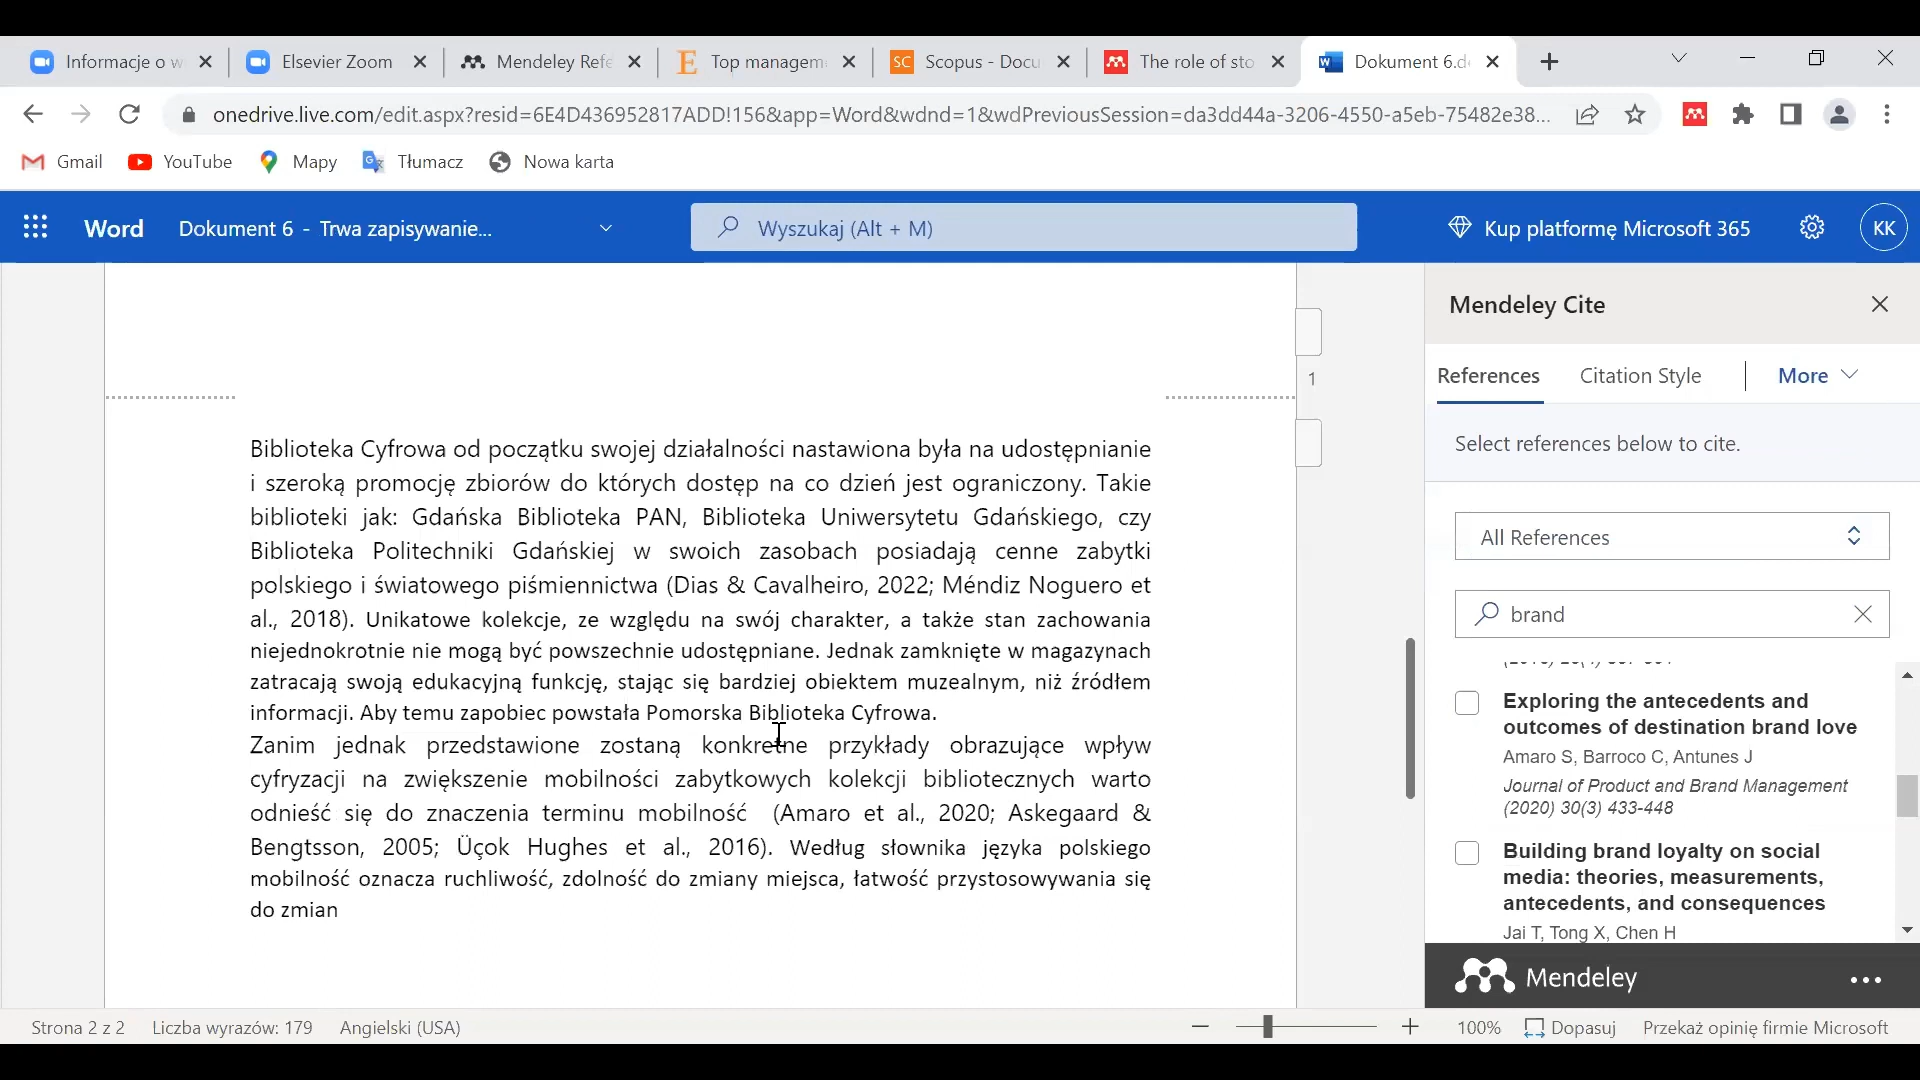 Informacje o w
Elsevier Zoom
Mendeley Refe
Top managem
Scopus - Docu
The role of sto
Dokument 6.d
onedrive.live.com/edit.aspx?resid=6E4D436952817ADD!156&app=Word&wdnd=1&wdPreviousSession=da3dd44a-3206-4550-a5eb-75482e38...
Gmail
YouTube
Mapy
Tłumacz
Nowa karta
Word
Dokument 6 - Trwa zapisywanie...
Wyszukaj (Alt + M)
Kup platformę Microsoft 365
KK
1
Biblioteka Cyfrowa od początku swojej działalności nastawiona była na udostępnianie
i szeroką promocję zbiorów do których dostęp na co dzień jest ograniczony. Takie
biblioteki jak: Gdańska Biblioteka PAN, Biblioteka Uniwersytetu Gdańskiego, czy
Biblioteka Politechniki Gdańskiej w swoich zasobach posiadają cenne zabytki
polskiego i światowego piśmiennictwa (Dias & Cavalheiro, 2022; Méndiz Noguero et
al., 2018). Unikatowe kolekcje, ze względu na swój charakter, a także stan zachowania
niejednokrotnie nie mogą być powszechnie udostępniane. Jednak zamknięte w magazynach
zatracają swoją edukacyjną funkcję, stając się bardziej obiektem muzealnym, niż źródłem
informacji. Aby temu zapobiec powstała Pomorska Biblioteka Cyfrowa.
Zanim jednak przedstawione zostaną konkretne przykłady obrazujące wpływ
cyfryzacji na zwiększenie mobilności zabytkowych kolekcji bibliotecznych warto
odnieść się do znaczenia terminu mobilność (Amaro et al., 2020; Askegaard &
Bengtsson, 2005; Üçok Hughes et al., 2016). Według słownika języka polskiego
mobilność oznacza ruchliwość, zdolność do zmiany miejsca, łatwość przystosowywania się
do zmian
Mendeley Cite
References
Citation Style
More
Select references below to cite.
All References
brand
Exploring the antecedents and
outcomes of destination brand love
Amaro S, Barroco C, Antunes J
Journal of Product and Brand Management
(2020) 30(3) 433-448
Building brand loyalty on social
media: theories, measurements,
antecedents, and consequences
Jai T, Tong X, Chen H
Mendeley
Strona 2 z 2
Liczba wyrazów: 179
Angielski (USA)
100%
Dopasuj
Przekaż opinię firmie Microsoft